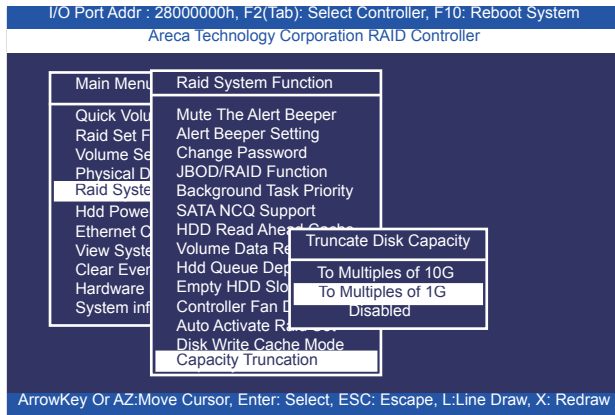 I/O Port Addr : 28000000h, F2(Tab): Select Controller, F10: Reboot System
Areca Technology Corporation RAID Controller
Main Menu
Quick Volu
Raid Set F
Volume Se
Physical D
Raid Syste
Hdd Powe
Ethernet C
View Syste
Clear Even
Hardware
System inf
Raid System Function
Mute The Alert Beeper
Alert Beeper Setting
Change Password
JBOD/RAID Function
Background Task Priority
SATA NCQ Support
HDD Read Ahead Cache
Volume Data Re
Hdd Queue Dep
Empty HDD Slo
Controller Fan D
Auto Activate Raid Set
Disk Write Cache Mode
Capacity Truncation
Truncate Disk Capacity
To Multiples of 10G
To Multiples of 1G
Disabled
ArrowKey Or AZ:Move Cursor, Enter: Select, ESC: Escape, L:Line Draw, X: Redraw